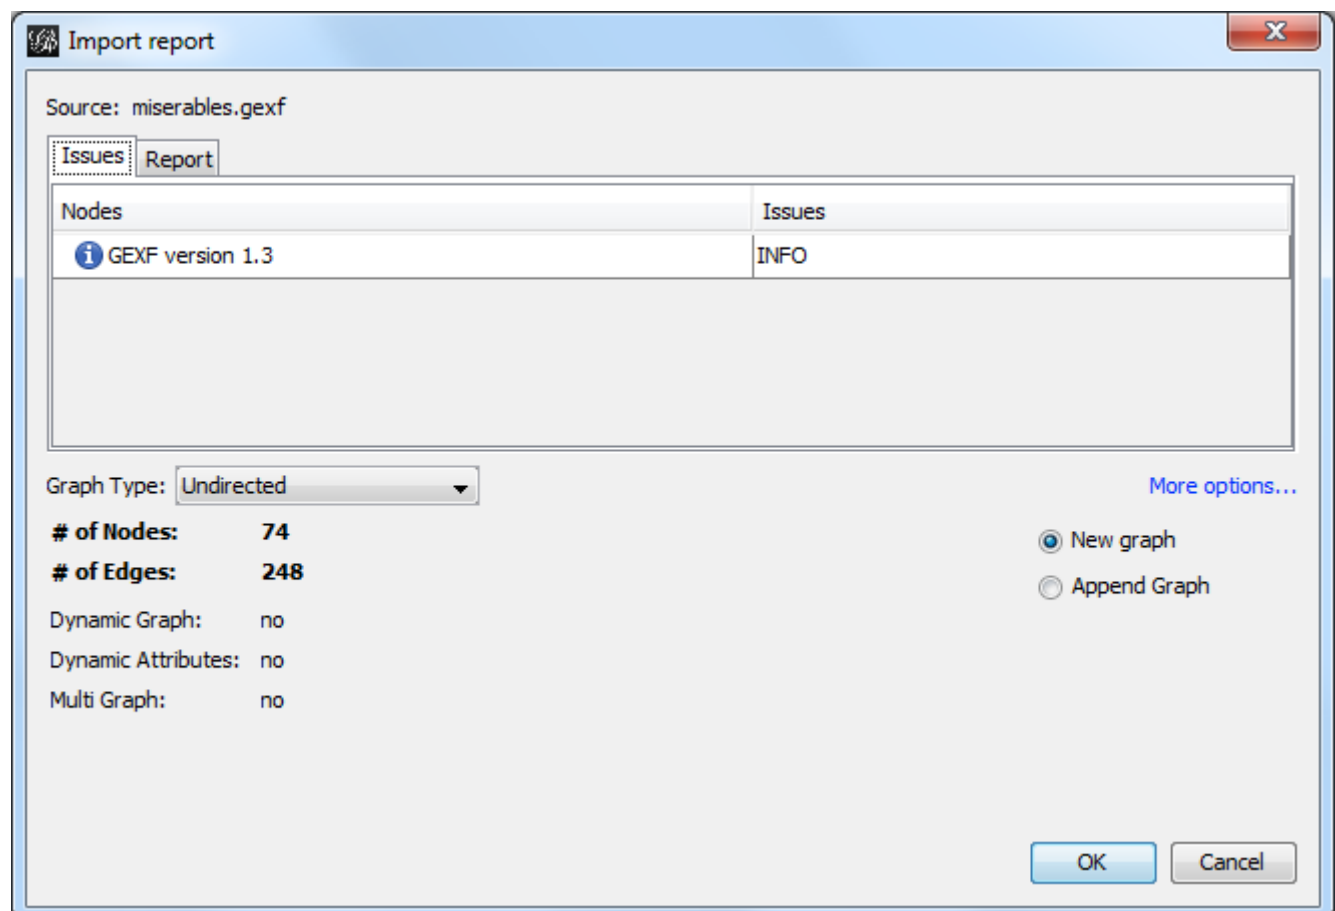 Import report
Source: miserables.gexf
Issues Report
Nodes Issues
GEXF version 1.3 INFO
Graph Type: Undirected More options...
# of Nodes: 74
New graph
# of Edges: 248
Append Graph
Dynamic Graph: no
Dynamic Attributes: no
Multi Graph: no
OK Cancel